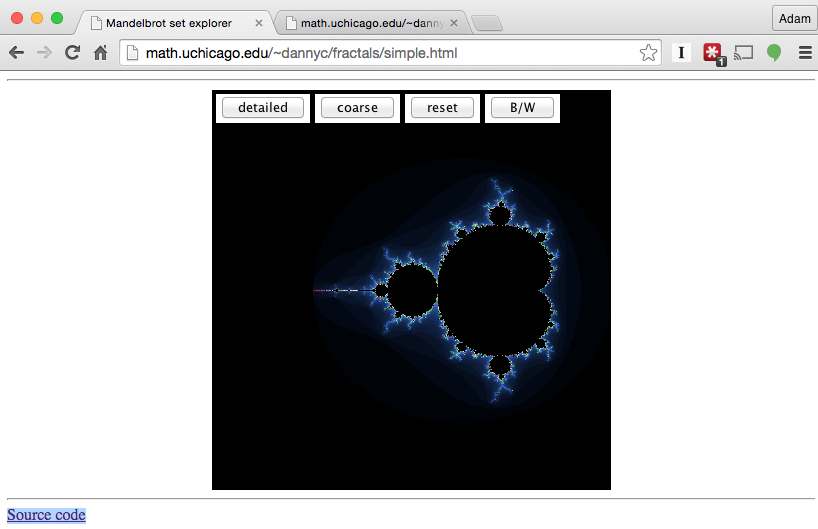 Mandelbrot set explorer
math.uchicago.edu/~danny
Adam
math.uchicago.edu/~dannyc/fractals/simple.html
I
1
detailed
coarse
reset
B/W
Source code